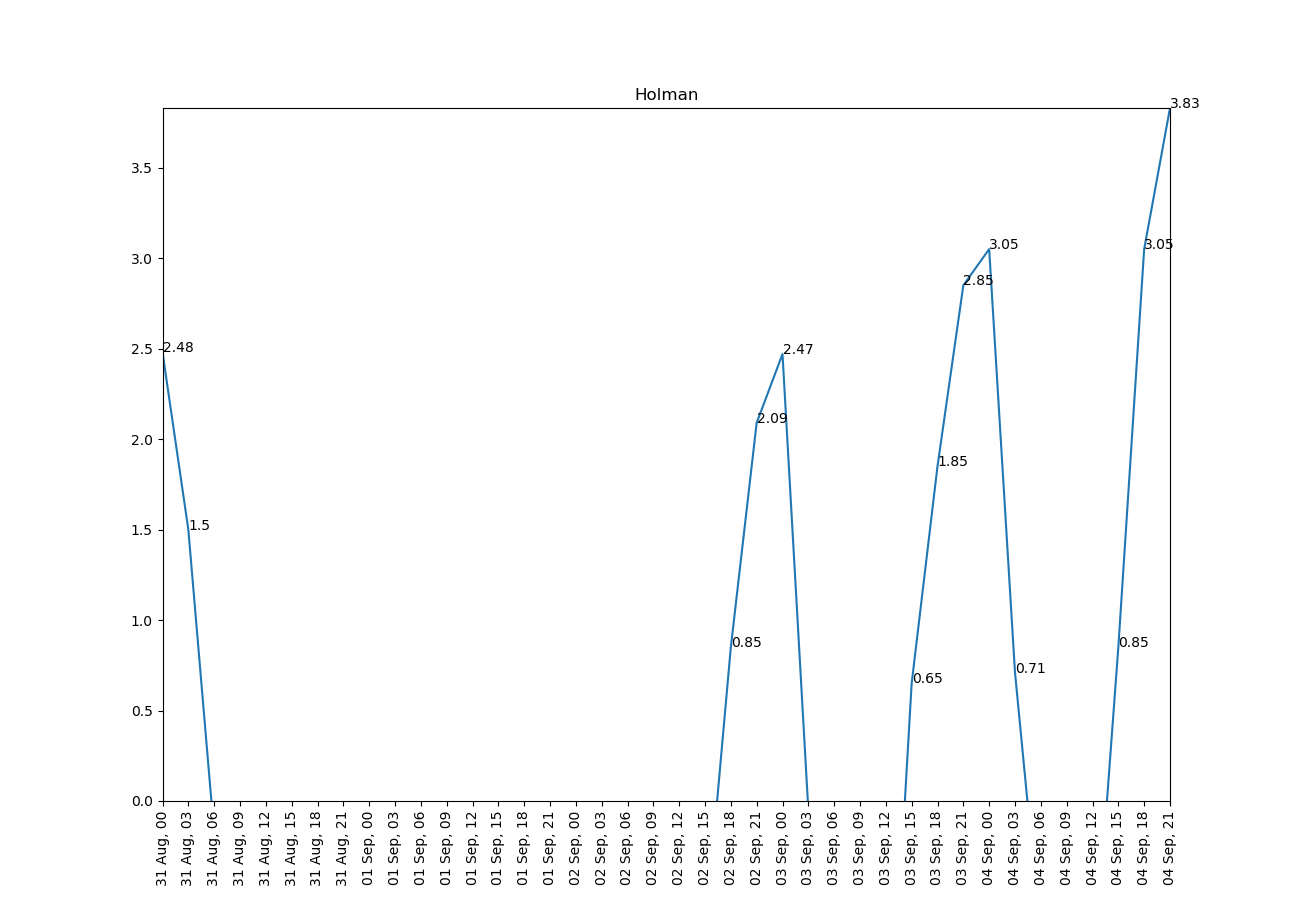 Holman
3.83
3.5
3.05
3.05
3.0
2.85
2.5
2.48
2.47
2.09
2.0
1.85
1.5
1.5
1.0
0.85
0.85
0.71
0.65
0.5
0.0
31 Aug, 00
31 Aug, 03
31 Aug, 06
31 Aug, 09
31 Aug, 12
31 Aug, 15
31 Aug, 18
31 Aug, 21
01 Sep, 00
01 Sep, 03
01 Sep, 06
01 Sep, 09
01 Sep, 12
01 Sep, 15
01 Sep, 18
01 Sep, 21
02 Sep, 00
02 Sep, 03
02 Sep, 06
02 Sep, 09
02 Sep, 12
02 Sep, 15
02 Sep, 18
02 Sep, 21
03 Sep, 00
03 Sep, 03
03 Sep, 06
03 Sep, 09
03 Sep, 12
03 Sep, 15
03 Sep, 18
03 Sep, 21
04 Sep, 00
04 Sep, 03
04 Sep, 06
04 Sep, 09
04 Sep, 12
04 Sep, 15
04 Sep, 18
04 Sep, 21